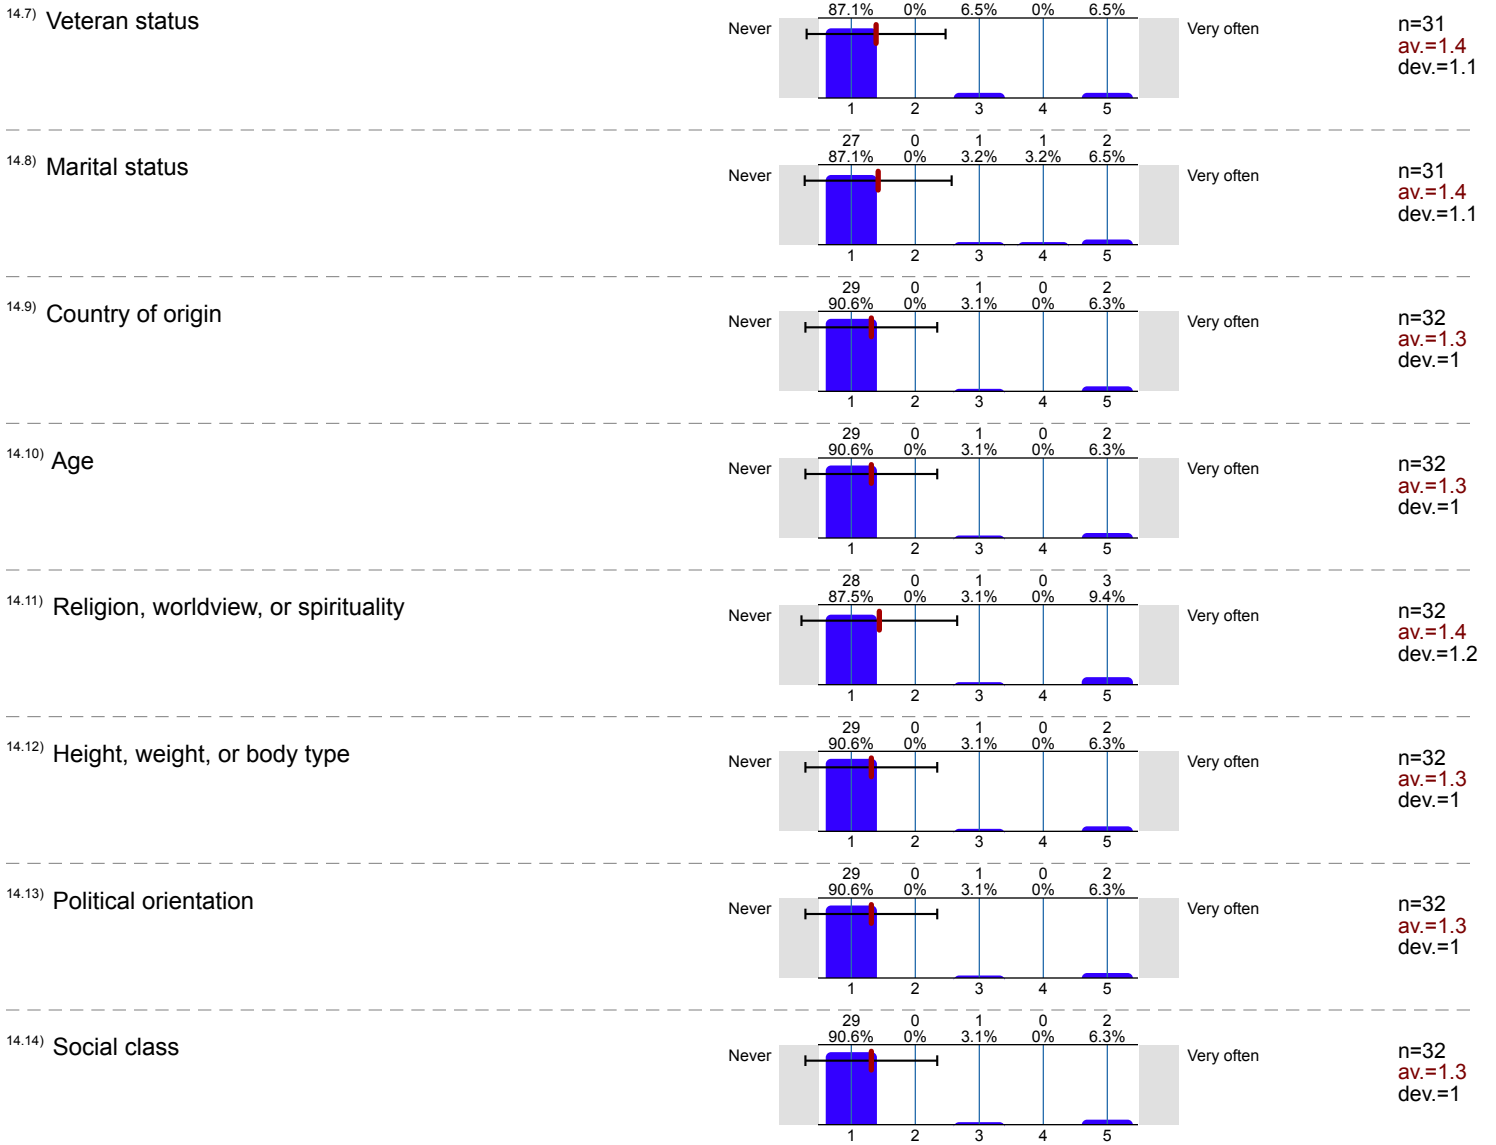 14.7) Veteran status
87.1% 0% 6.5% 0% 6.5%
Never Very often
n=31
av.=1.4
dev.=1.1
1 2 3 4 5
14.8) Marital status
27 0 1 1 2
87.1% 0% 3.2% 3.2% 6.5%
Never Very often
n=31
av.=1.4
dev.=1.1
1 2 3 4 5
14.9) Country of origin
29 0 1 0 2
90.6% 0% 3.1% 0% 6.3%
Never Very often
n=32
av.=1.3
dev.=1
1 2 3 4 5
14.10) Age
29 0 1 0 2
90.6% 0% 3.1% 0% 6.3%
Never Very often
n=32
av.=1.3
dev.=1
1 2 3 4 5
14.11) Religion, worldview, or spirituality
28 0 1 0 3
87.5% 0% 3.1% 0% 9.4%
Never Very often
n=32
av.=1.4
dev.=1.2
1 2 3 4 5
14.12) Height, weight, or body type
29 0 1 0 2
90.6% 0% 3.1% 0% 6.3%
Never Very often
n=32
av.=1.3
dev.=1
1 2 3 4 5
14.13) Political orientation
29 0 1 0 2
90.6% 0% 3.1% 0% 6.3%
Never Very often
n=32
av.=1.3
dev.=1
1 2 3 4 5
14.14) Social class
29 0 1 0 2
90.6% 0% 3.1% 0% 6.3%
Never Very often
n=32
av.=1.3
dev.=1
1 2 3 4 5